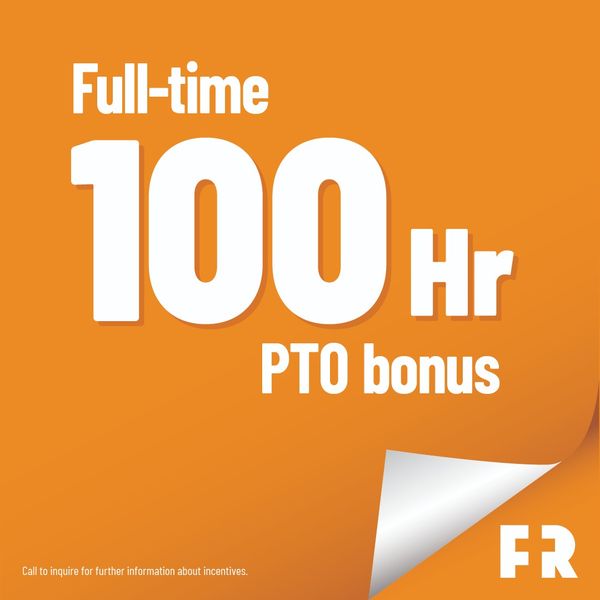 Full-time
100 Hr
PTO bonus
Call to inquire for further information about incentives.
FR